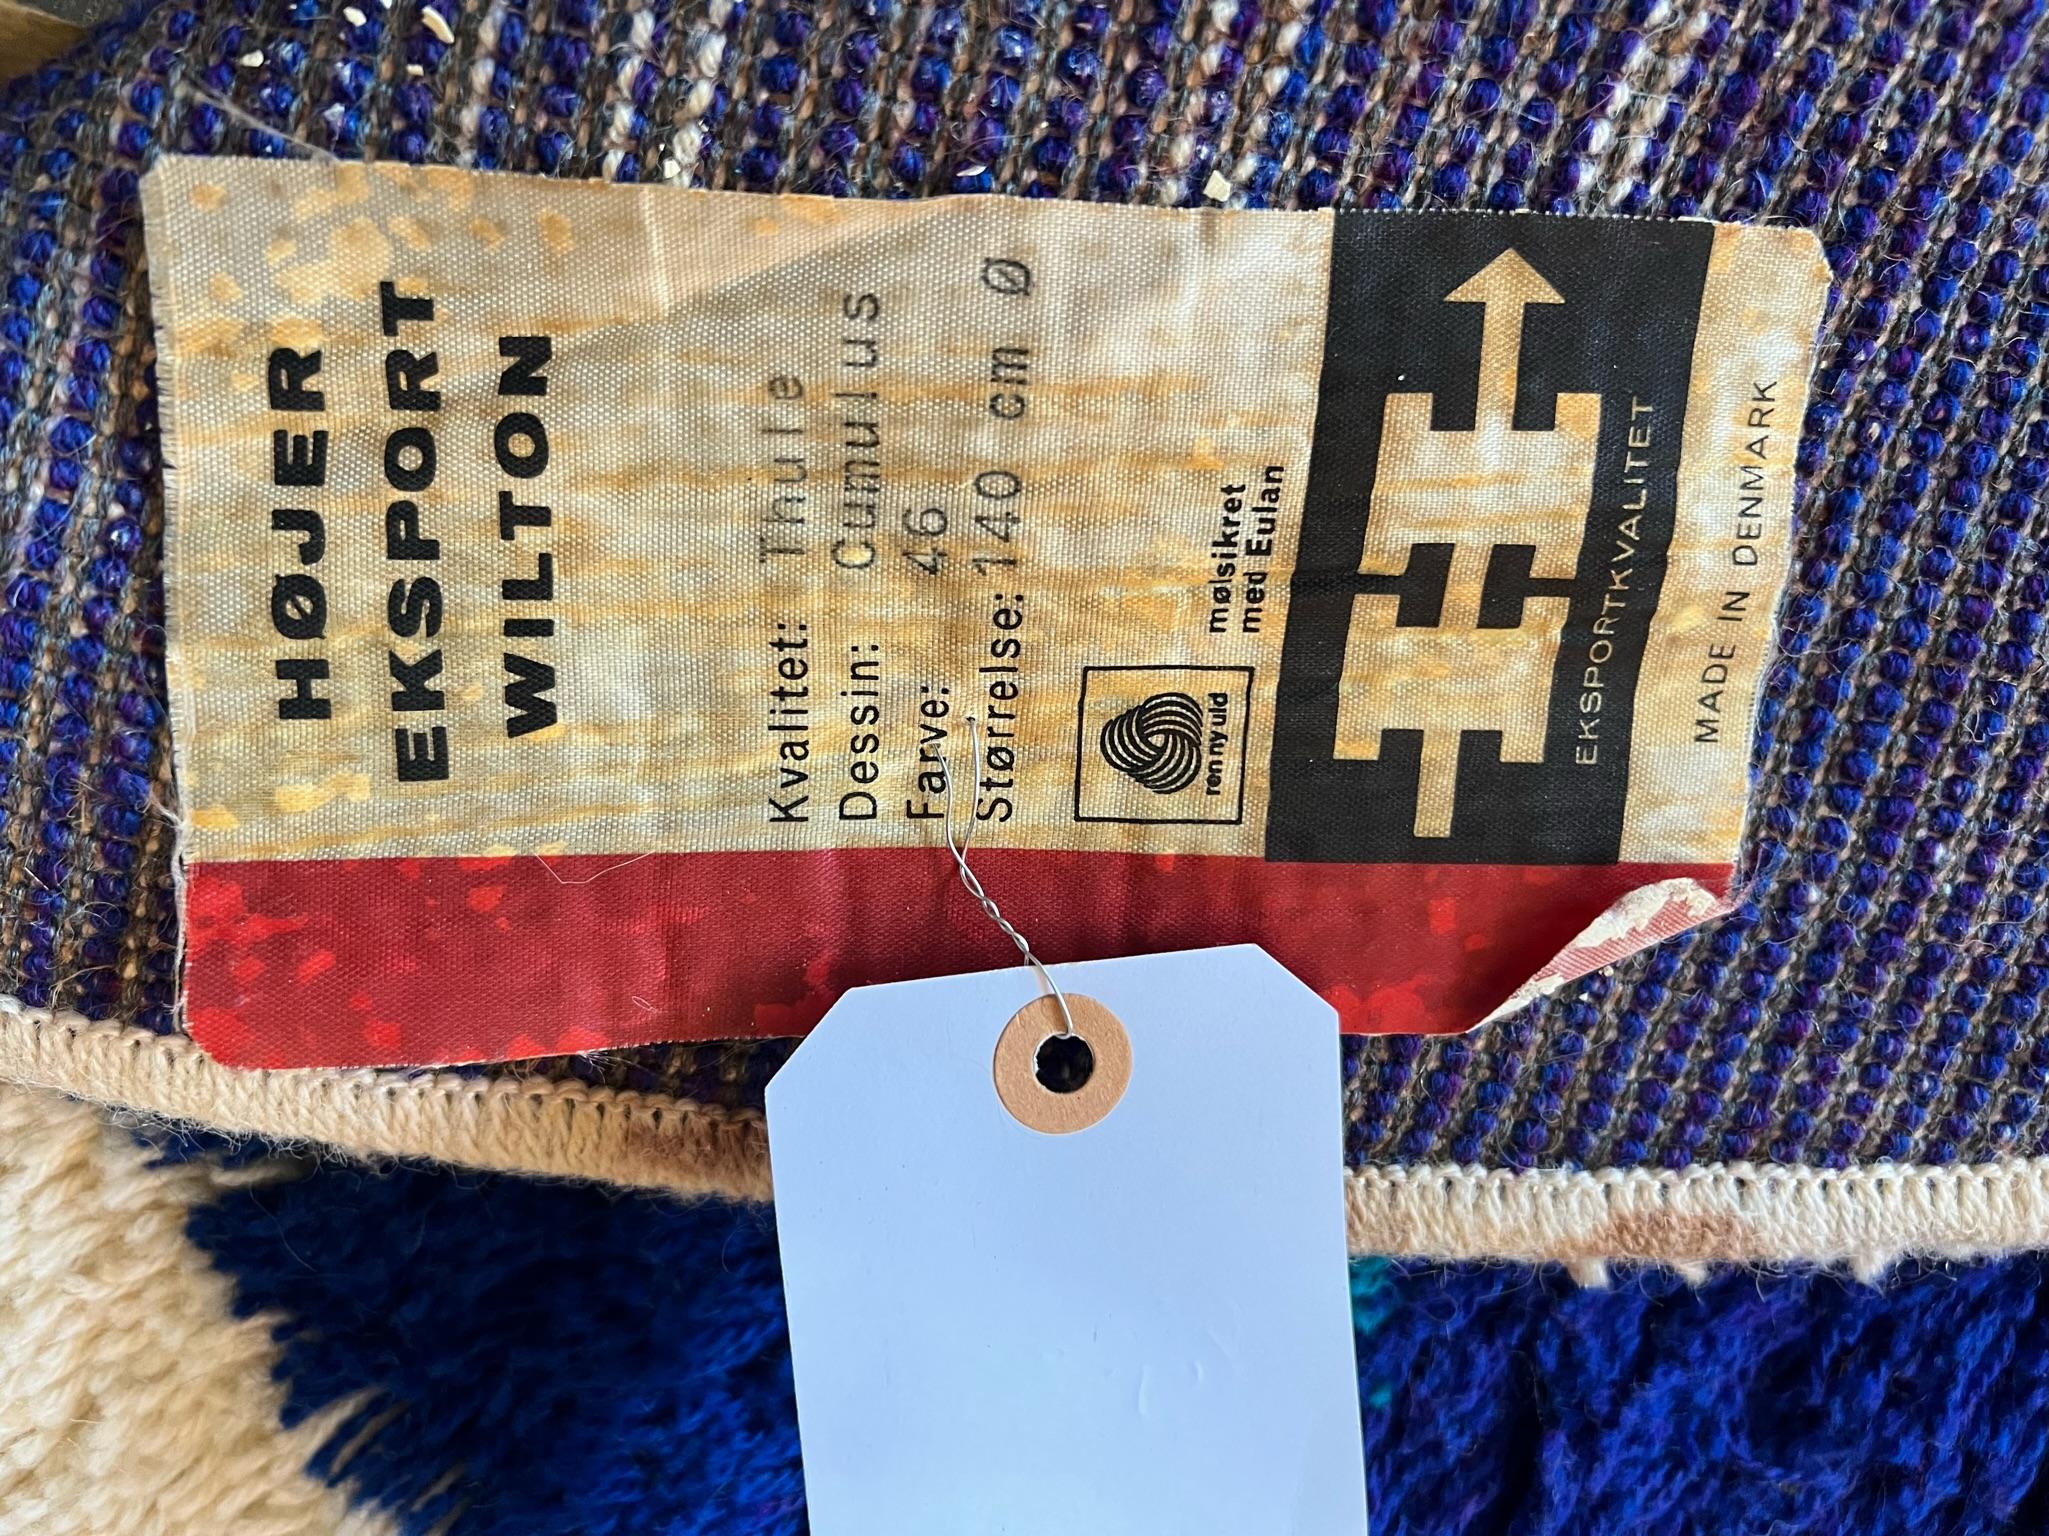 HØJER
EKSPORT
WILTON
Kvalitet: Thule
Dessin: Cumulus
Farve: 46
Størrelse: 140 cm Ø
ren ny uld
mølsikret
med Eulan
EKSPORTKVALITET
MADE IN DENMARK